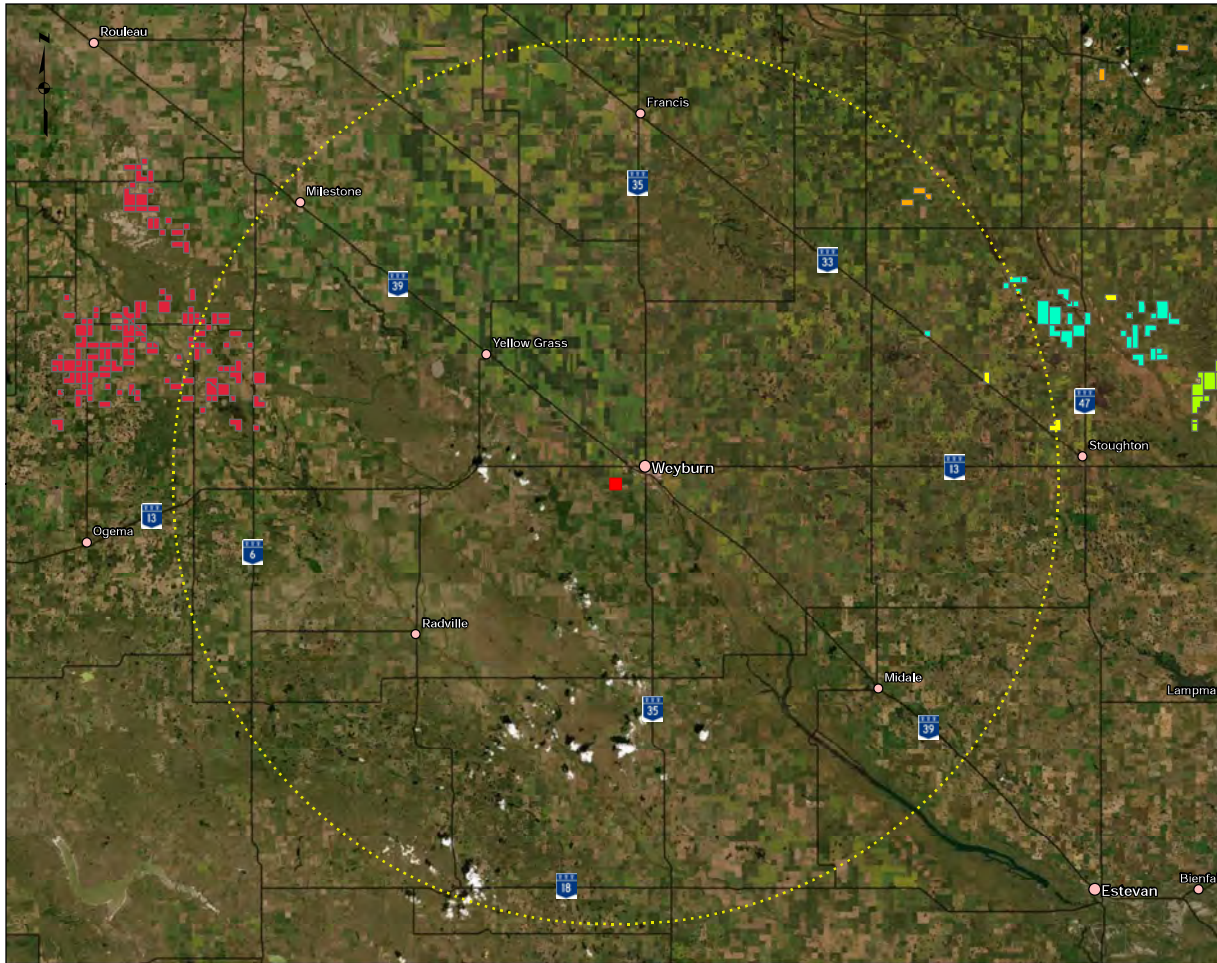 Rouleau
N
Francis
35
Milestone
33
39
Yellow Grass
47
Stoughton
Weyburn
13
13
Ogema
6
Radville
Midale
Lampma
35
39
18
Estevan
Bienfa